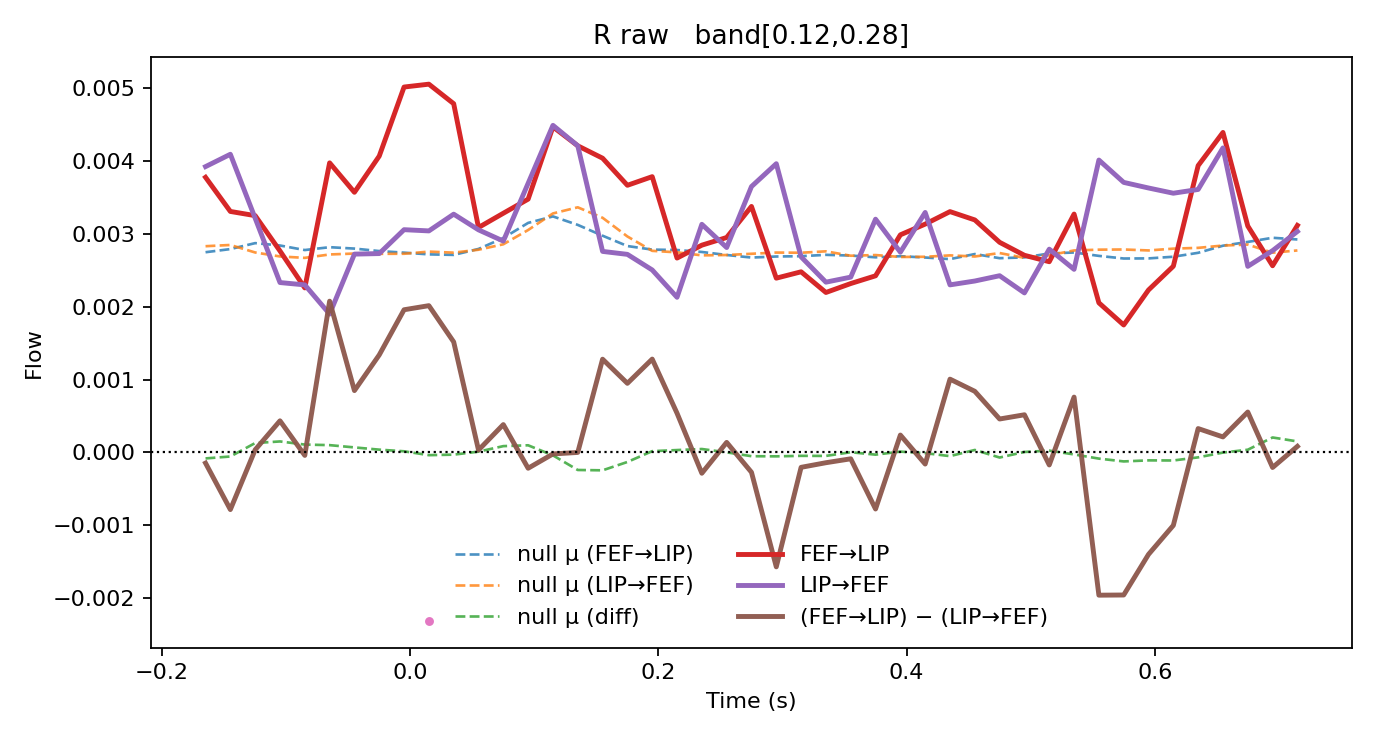 R raw   band[0.12,0.28]
0.005
0.004
0.003
0.002
0.001
0.000
−0.001
−0.002
Flow
null μ (FEF→LIP)
null μ (LIP→FEF)
null μ (diff)
FEF→LIP
LIP→FEF
(FEF→LIP) − (LIP→FEF)
−0.2
0.0
0.2
0.4
0.6
Time (s)